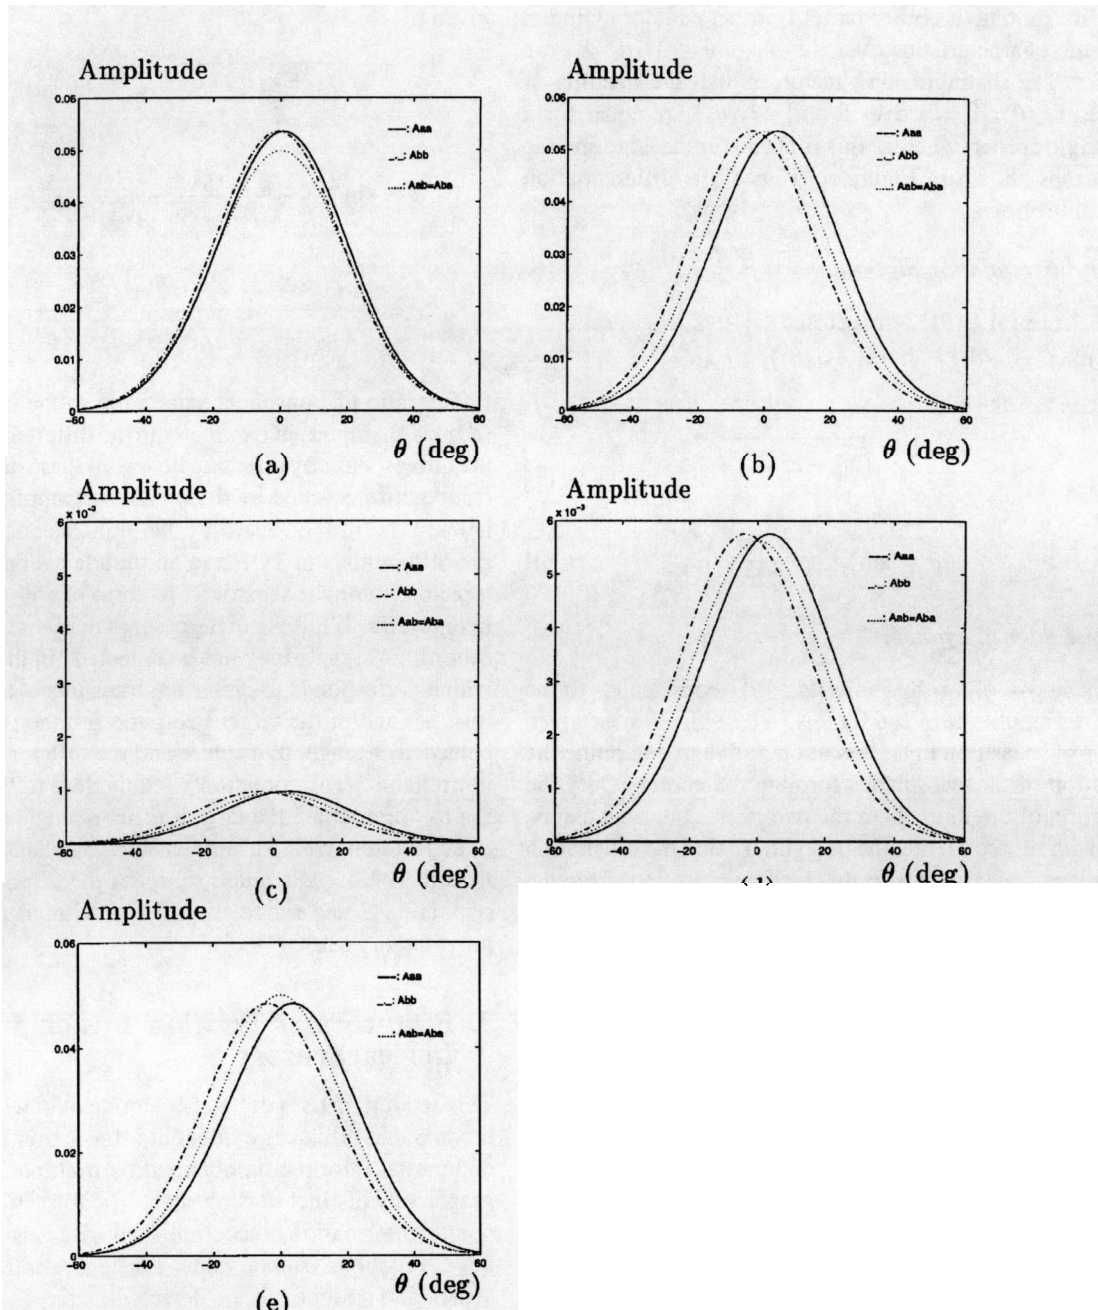 Amplitude
0.06
0.05
0.04
0.03
0.02
0.01
0
-60 -40 -20 0 20 40 60
: Aaa
: Abb
: Aab=Aba
θ (deg)
(a)
Amplitude
0.06
0.05
0.04
0.03
0.02
0.01
0
-60 -40 -20 0 20 40 60
: Aaa
: Abb
: Aab=Aba
θ (deg)
(b)
Amplitude
6 x 10-3
5
4
3
2
1
0
-60 -40 -20 0 20 40 60
: Aaa
: Abb
: Aab=Aba
θ (deg)
(c)
Amplitude
6 x 10-3
5
4
3
2
1
0
-60 -40 -20 0 20 40 60
: Aaa
: Abb
: Aab=Aba
θ (deg)
Amplitude
0.06
0.04
0.02
0
-60 -40 -20 0 20 40 60
: Aaa
: Abb
: Aab=Aba
θ (deg)
(e)